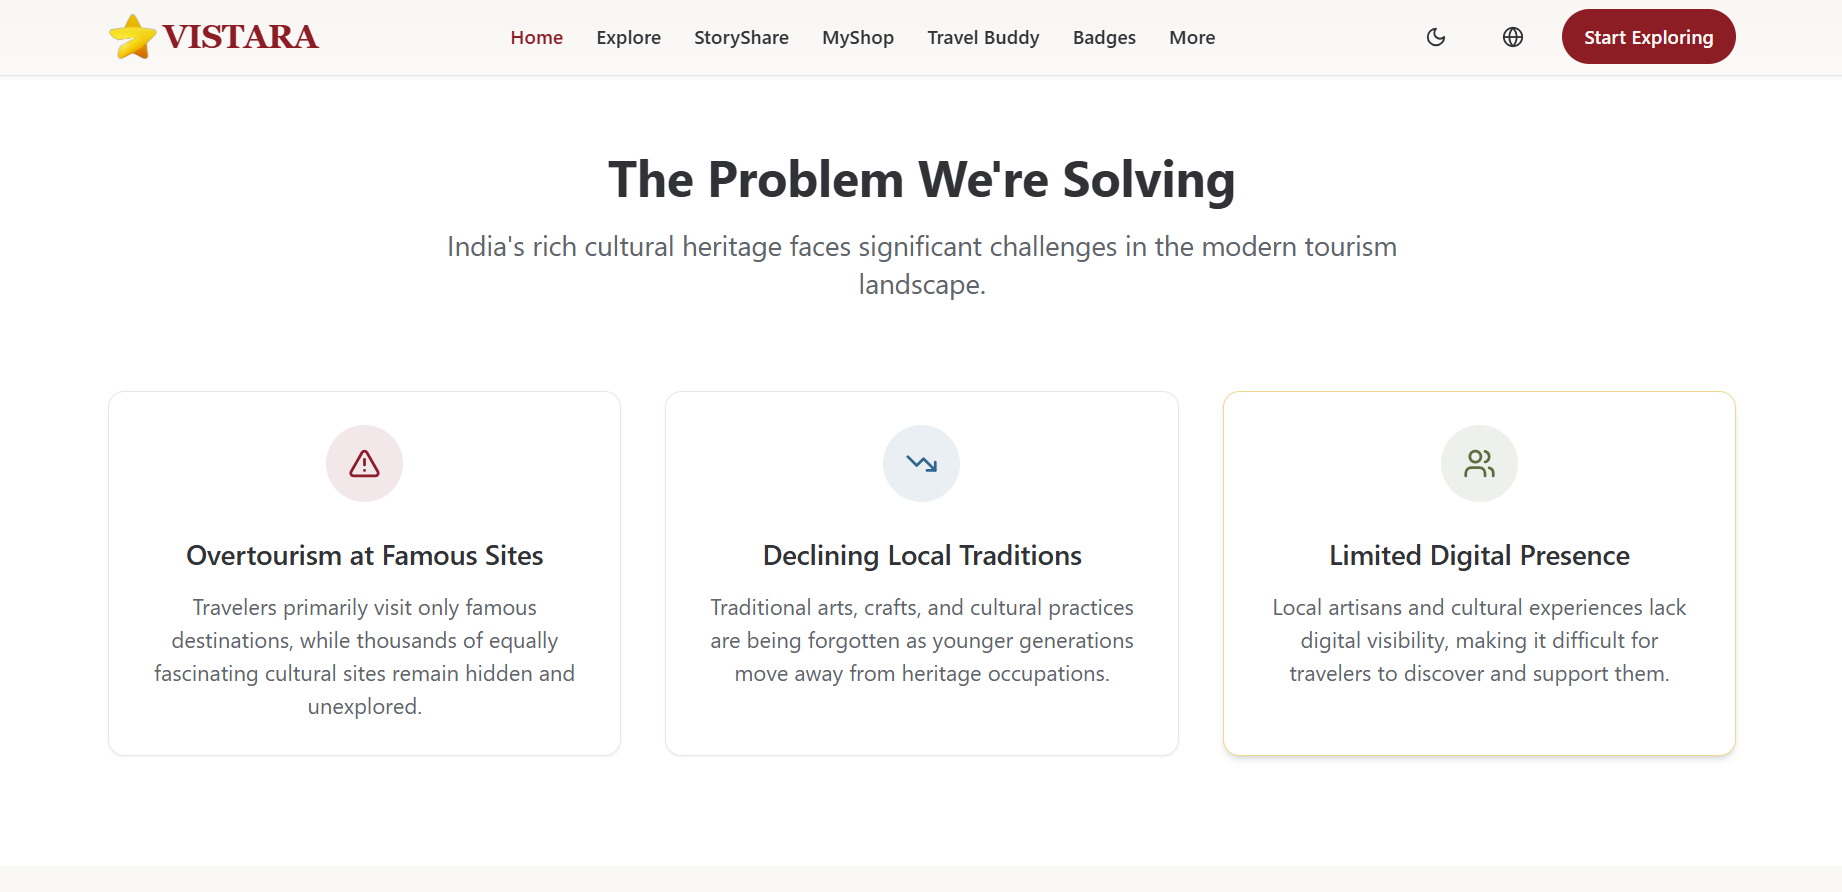 VISTARA
Home
Explore
StoryShare
MyShop
Travel Buddy
Badges
More
Start Exploring
The Problem We're Solving
India's rich cultural heritage faces significant challenges in the modern tourism
landscape.
Overtourism at Famous Sites
Travelers primarily visit only famous
destinations, while thousands of equally
fascinating cultural sites remain hidden and
unexplored.
Declining Local Traditions
Traditional arts, crafts, and cultural practices
are being forgotten as younger generations
move away from heritage occupations.
Limited Digital Presence
Local artisans and cultural experiences lack
digital visibility, making it difficult for
travelers to discover and support them.